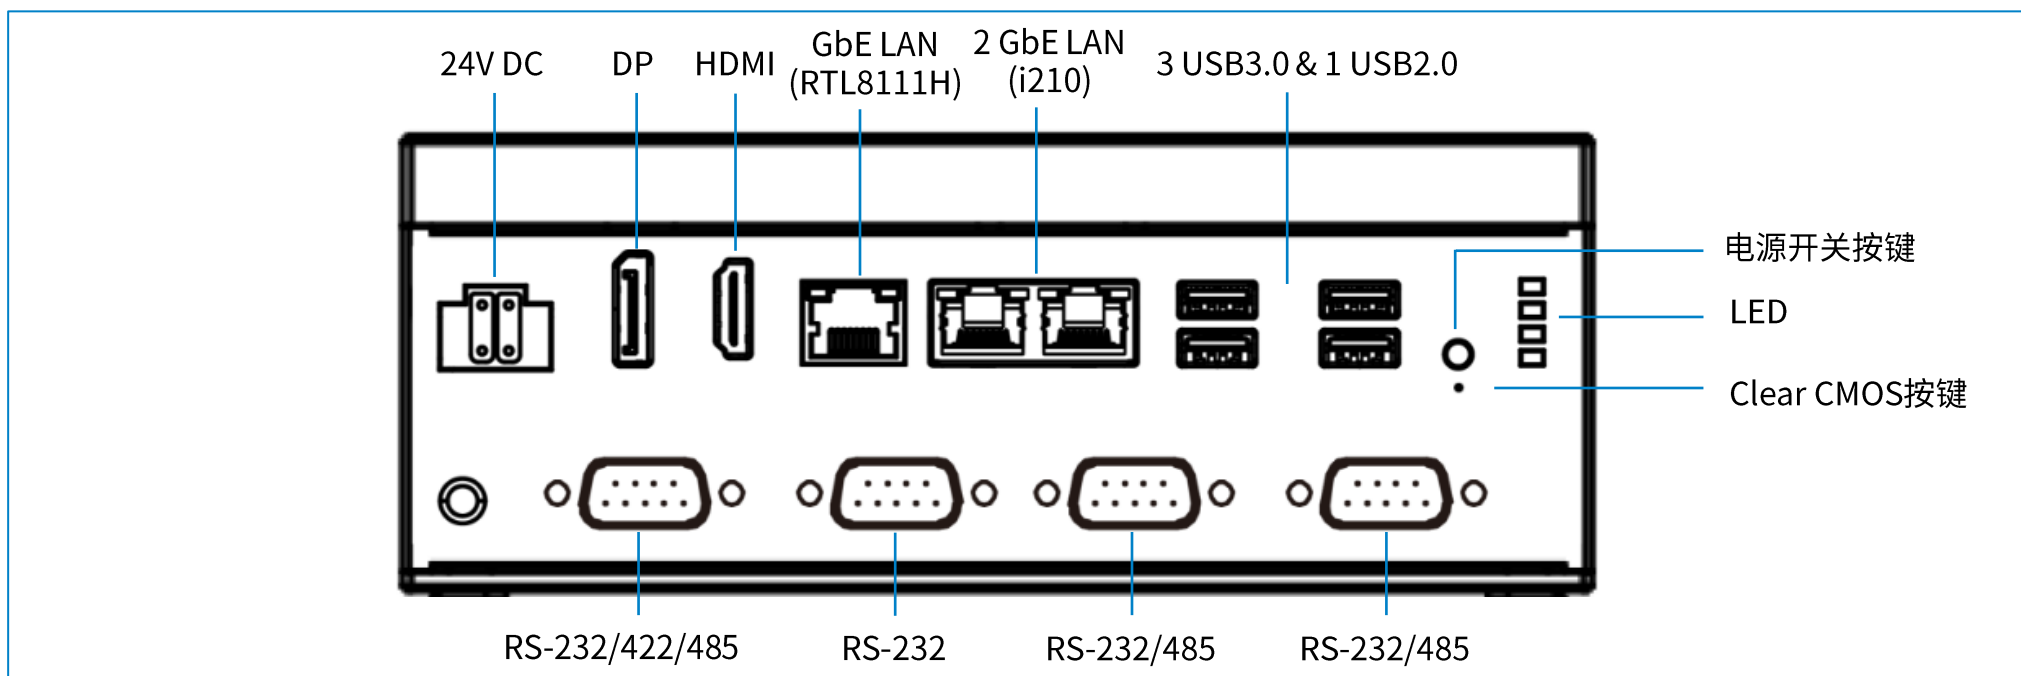 24V DC
DP
HDMI
GbE LAN
(RTL8111H)
2 GbE LAN
(i210)
3 USB3.0 & 1 USB2.0
电源开关按键
LED
Clear CMOS按键
RS-232/422/485
RS-232
RS-232/485
RS-232/485